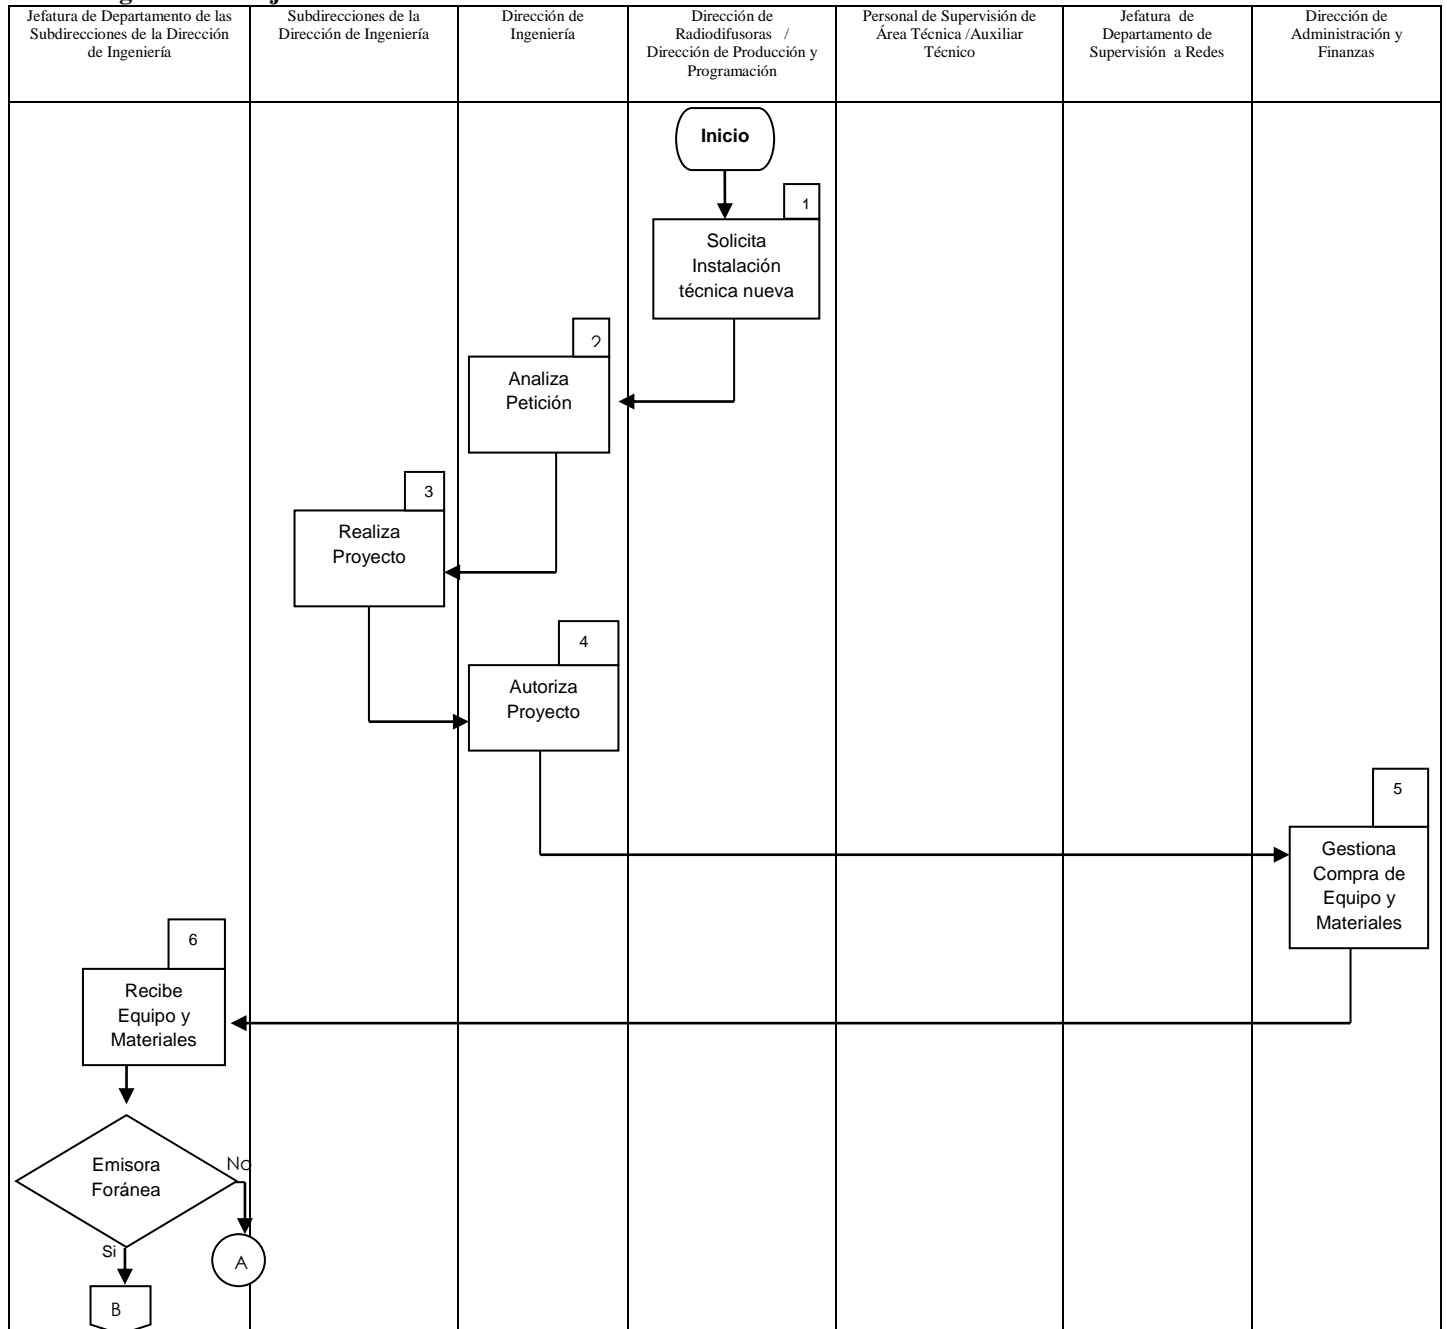 Jefatura de Departamento de las
Subdirecciones de la Dirección
de Ingeniería
Subdirecciones de la
Dirección de Ingeniería
Dirección de
Ingeniería
Dirección de
Radiodifusoras /
Dirección de Producción y
Programación
Personal de Supervisión de
Área Técnica /Auxiliar
Técnico
Jefatura de
Departamento de
Supervisión a Redes
Dirección de
Administración y
Finanzas
Inicio
1
Solicita
Instalación
técnica nueva
2
Analiza
Petición
3
Realiza
Proyecto
4
Autoriza
Proyecto
5
Gestiona
Compra de
Equipo y
Materiales
6
Recibe
Equipo y
Materiales
Emisora
Foránea
No
Si
A
B